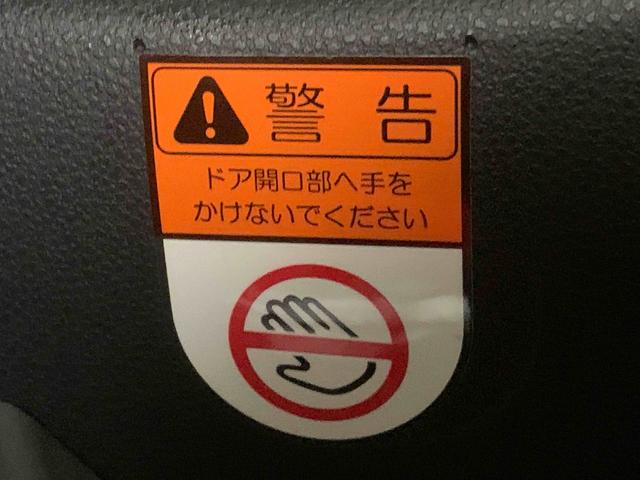 警告
ドア開口部へ手を
かけないでください